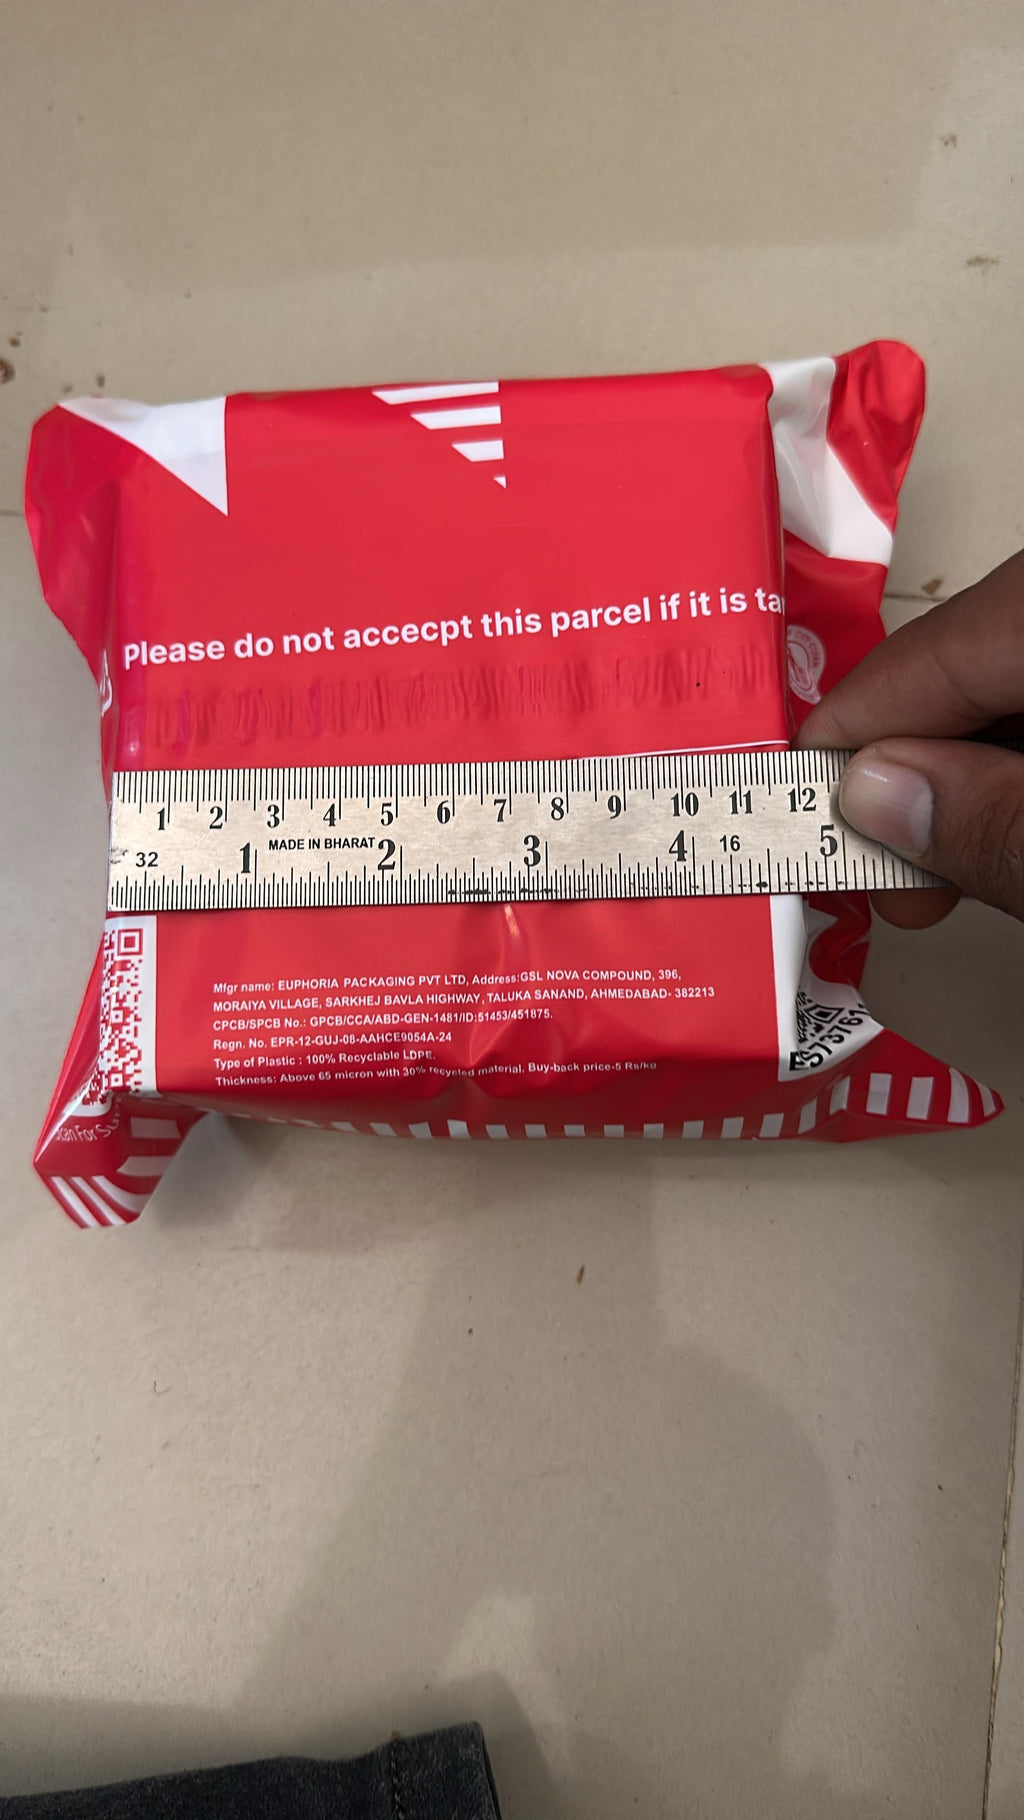 Please do not accecpt this parcel if it is ta
1 2 3 4 5 6 7 8 9 10 11 12
32 1 MADE IN BHARAT 2 3 4 16 5
Mfgr name: EUPHORIA PACKAGING PVT LTD, Address:GSL NOVA COMPOUND, 396,
MORAIYA VILLAGE, SARKHEJ BAVLA HIGHWAY, TALUKA SANAND, AHMEDABAD- 382213
CPCB/SPCB No.: GPCB/CCA/ABD-GEN-1481/ID:51453/451875.
Regn. No. EPR-12-GUJ-08-AAHCE9054A-24
Type of Plastic : 100% Recyclable LDPE,
Thickness: Above 65 micron with 30% recycled material, Buy-back price-5 Rs/kg